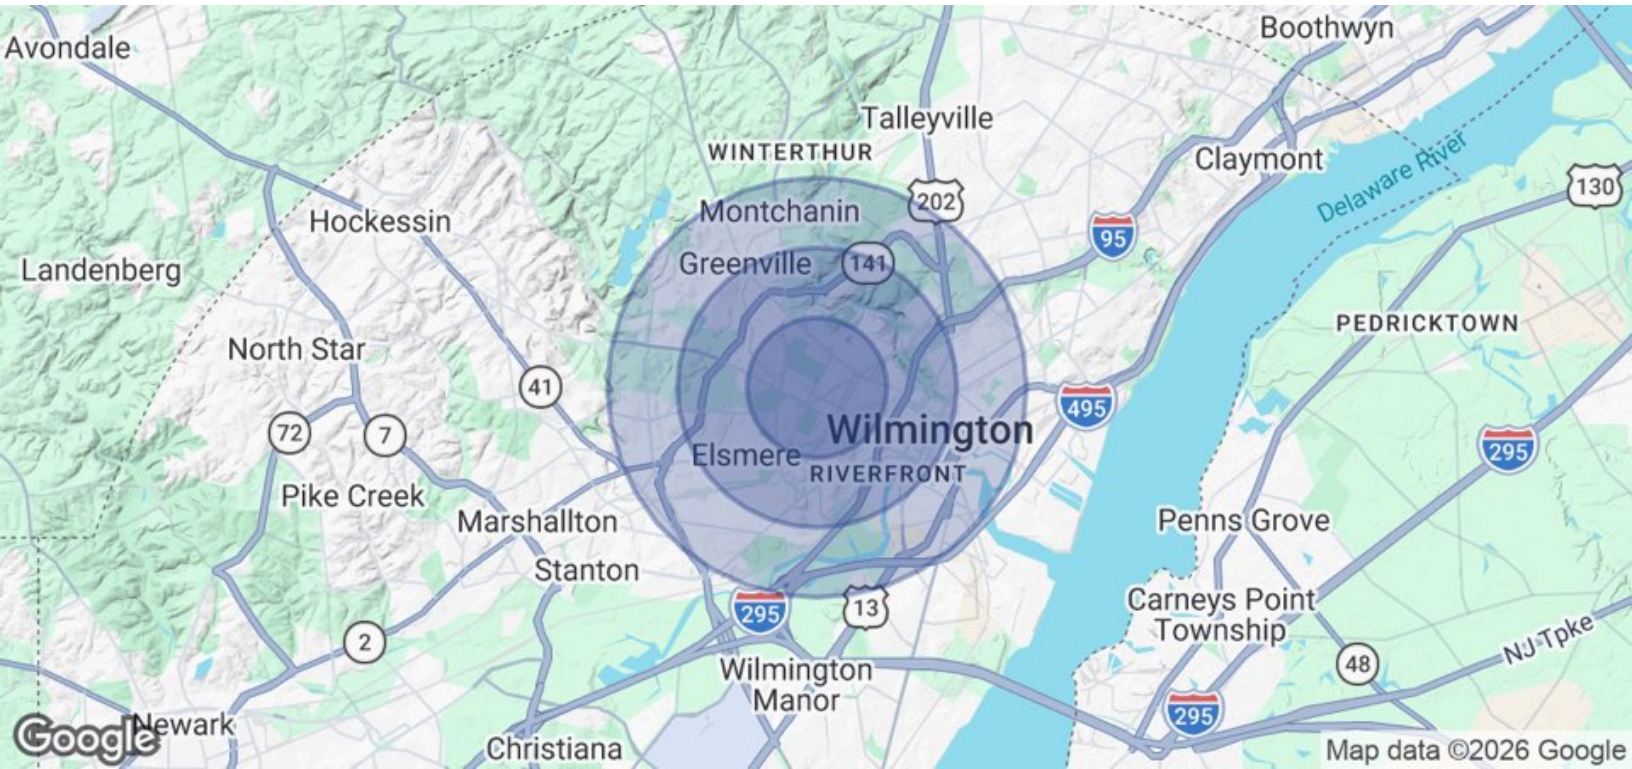 Avondale
Boothwyn
Talleyville
WINTERTHUR
Claymont
Delaware River
130
202
Montchanin
Hockessin
95
Greenville
141
Landenberg
PEDRICKTOWN
North Star
41
495
72
7
Wilmington
295
Elsmere
RIVERFRONT
Pike Creek
Marshallton
Penns Grove
Stanton
295
13
Carneys Point
Township
2
NJ Tpke
48
Wilmington
Manor
295
Newark
Google
Christiana
Map data ©2026 Google